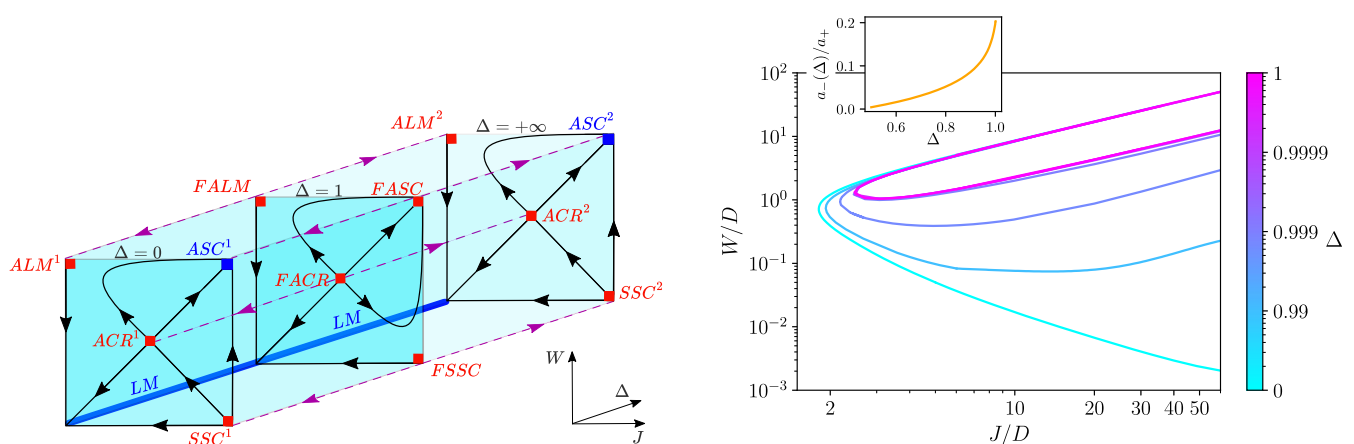 ALM²
Δ = +∞
ASC²
FALM
Δ = 1
FASC
ALM¹
Δ = 0
ASC¹
ACR²
FACR
ACR¹
LM
SSC²
LM
FSSC
SSC¹
W
Δ
J
a₋(Δ)/a₊
0.2
0.1
0.0
0.6
0.8
1.0
Δ
W/D
10²
10¹
10⁰
10⁻¹
10⁻²
10⁻³
2
10
20
30
40
50
J/D
1
0.9999
0.999
0.99
0
Δ